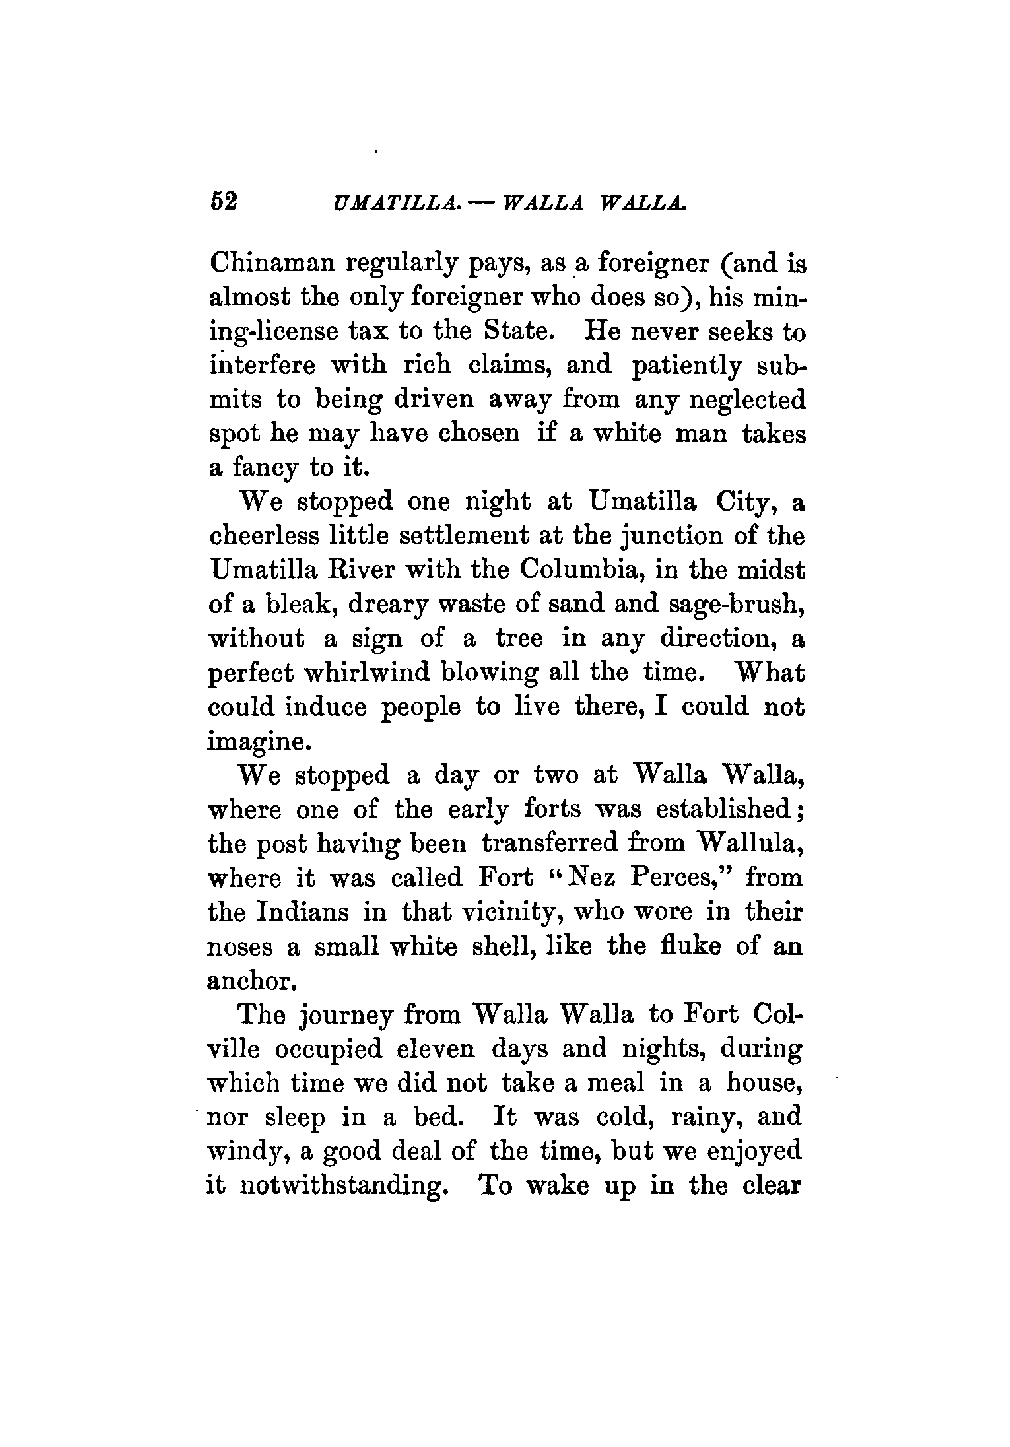 52 UMATILLA. — WALLA WALLA.
Chinaman regularly pays, as a foreigner (and is
almost the only foreigner who does so), his min-
ing-license tax to the State. He never seeks to
interfere with rich claims, and patiently sub-
mits to being driven away from any neglected
spot he may have chosen if a white man takes
a fancy to it.
We stopped one night at Umatilla City, a
cheerless little settlement at the junction of the
Umatilla River with the Columbia, in the midst
of a bleak, dreary waste of sand and sage-brush,
without a sign of a tree in any direction, a
perfect whirlwind blowing all the time. What
could induce people to live there, I could not
imagine.
We stopped a day or two at Walla Walla,
where one of the early forts was established;
the post having been transferred from Wallula,
where it was called Fort “Nez Perces,” from
the Indians in that vicinity, who wore in their
noses a small white shell, like the fluke of an
anchor.
The journey from Walla Walla to Fort Col-
ville occupied eleven days and nights, during
which time we did not take a meal in a house,
nor sleep in a bed. It was cold, rainy, and
windy, a good deal of the time, but we enjoyed
it notwithstanding. To wake up in the clear